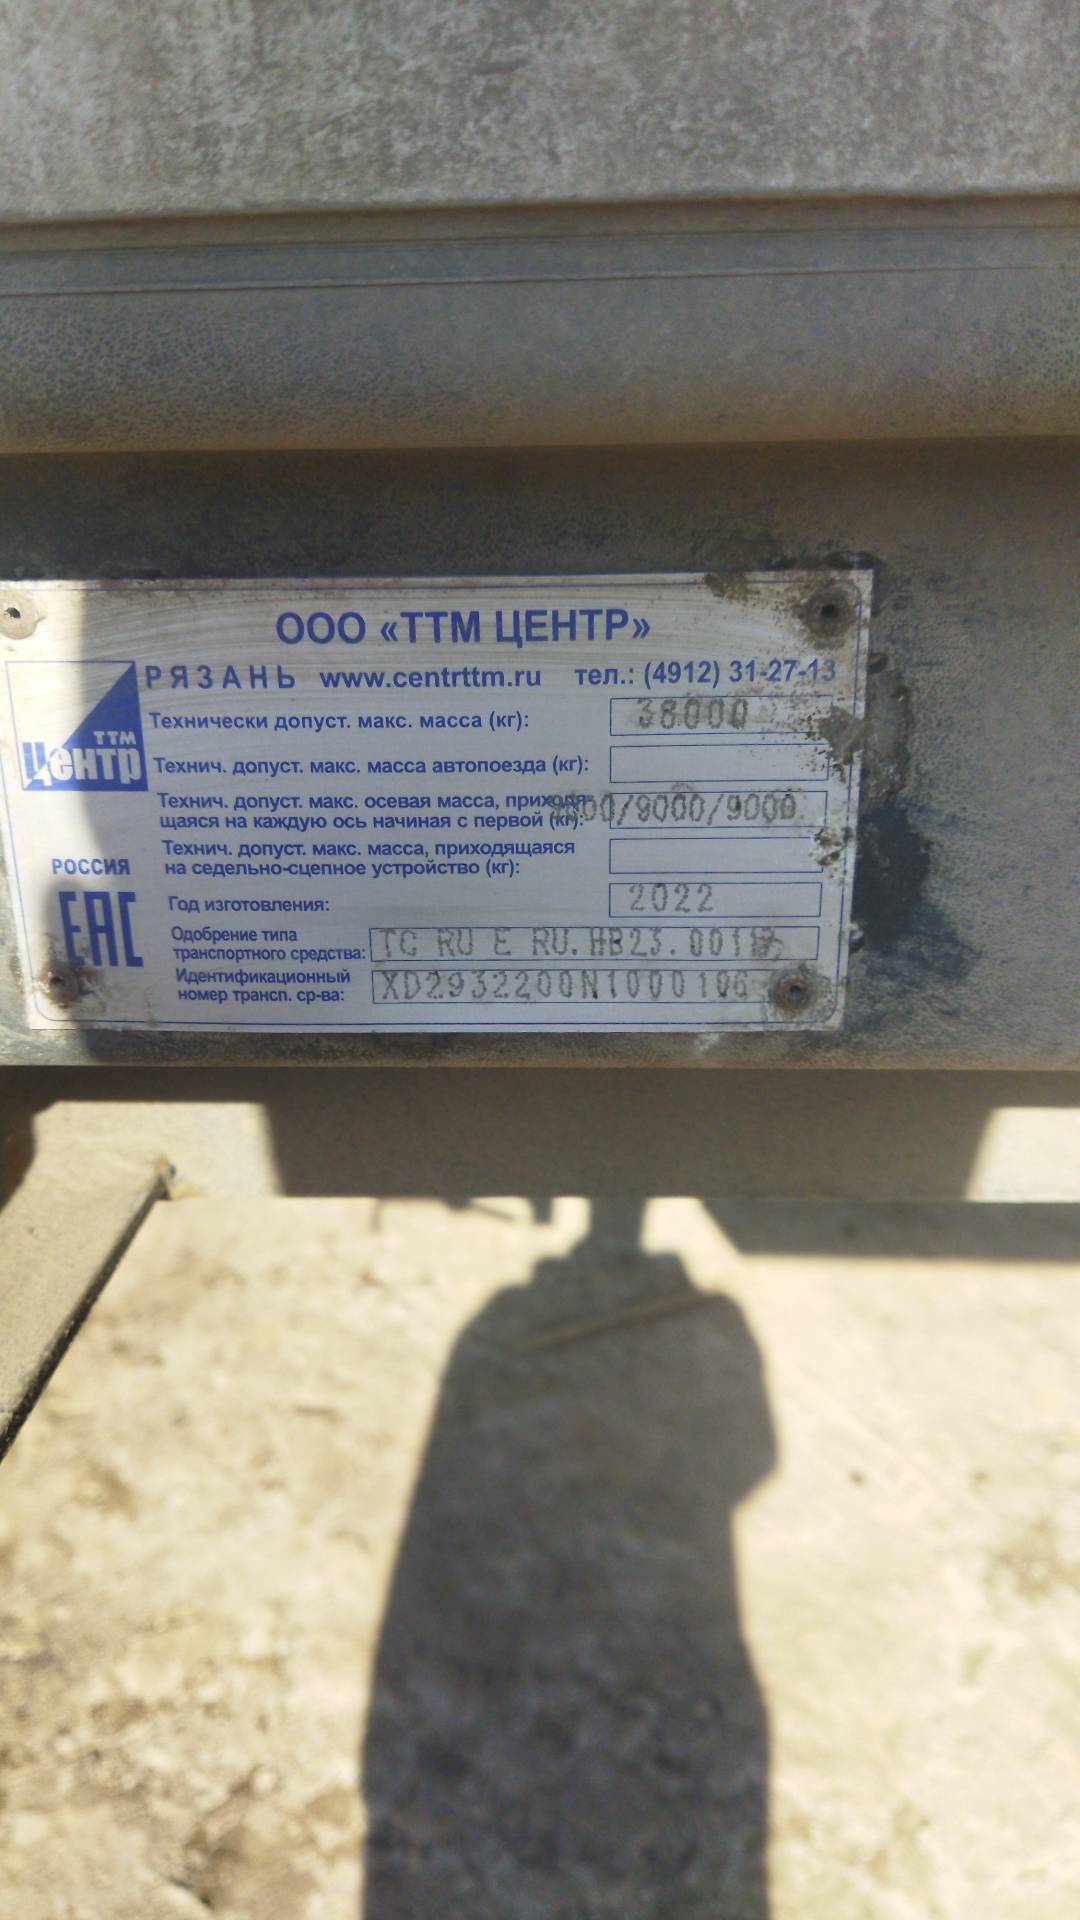 ООО «ТТМ ЦЕНТР»
РЯЗАНЬ www.centrttm.ru тел.: (4912) 31-27-13
ТТМ
Центр
Технически допуст. макс. масса (кг): 38000
Технич. допуст. макс. масса автопоезда (кг):
Технич. допуст. макс. осевая масса, приходя-
щаяся на каждую ось начиная с первой (кг): 9000/9000/9000
Технич. допуст. макс. масса, приходящаяся
на седельно-сцепное устройство (кг):
РОССИЯ
EAC
Год изготовления: 2022
Одобрение типа
транспортного средства: TC RU E RU.HB23.
Идентификационный
номер трансп. ср-ва: XD2932200N1000106